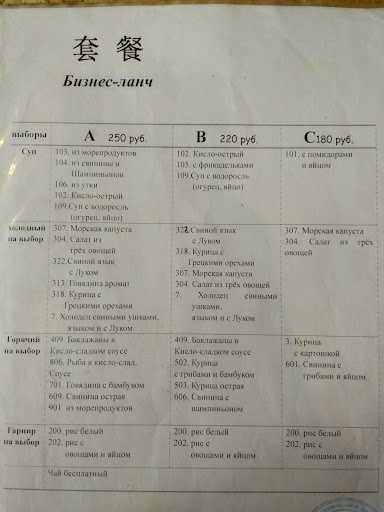 套 餐
Бизнес-ланч
выборы
A 250 руб.
B 220 руб.
C 180 руб.
Суп
103. из морепродуктов
104. из свинины и
Шампиньонов
106. из утки
102. Кисло-острый
109.Суп с водоросль
(огурец, яйцо)
102. Кисло-острый
105. с фрикадельками
109.Суп с водоросль
(огурец, яйцо)
101. с помидорами
и яйцом
холодный
на выбор
307. Морская капуста
304. Салат из
трёх овощей
322.Свиной язык
с Луком
313. Говядина аромат
318. Курица с
Грецкими орехами
7. Холодец свиными ушками,
языком и с Луком
322.Свиной язык
с Луком
318. Курица с
Грецкими орехами
307. Морская капуста
304. Салат из трёх овощей
7. Холодец свиными
ушками,
языком и с Луком
307. Морская капуста
304. Салат из трёх
овощей
Горячий
на выбор
409. Баклажаны в
Кисло-сладком соусе
806. Рыба в кисло-слад.
Соусе
701. Говядина с бамбуком
609. Свинина острая
901. из морепродуктов
409. Баклажаны в
Кисло-сладком соусе
502. Курица
с грибами и бамбуком
503. Курица острая
606. Свинина с
шампиньоном
3. Курица
с картошкой
601. Свинина с
грибами и яйцом
Гарнир
на выбор
200. рис белый
202. рис с
овощами и яйцом
200. рис белый
202. рис с
овощами и яйцом
200. рис белый
202. рис с
овощами и яйцом
Чай бесплатный